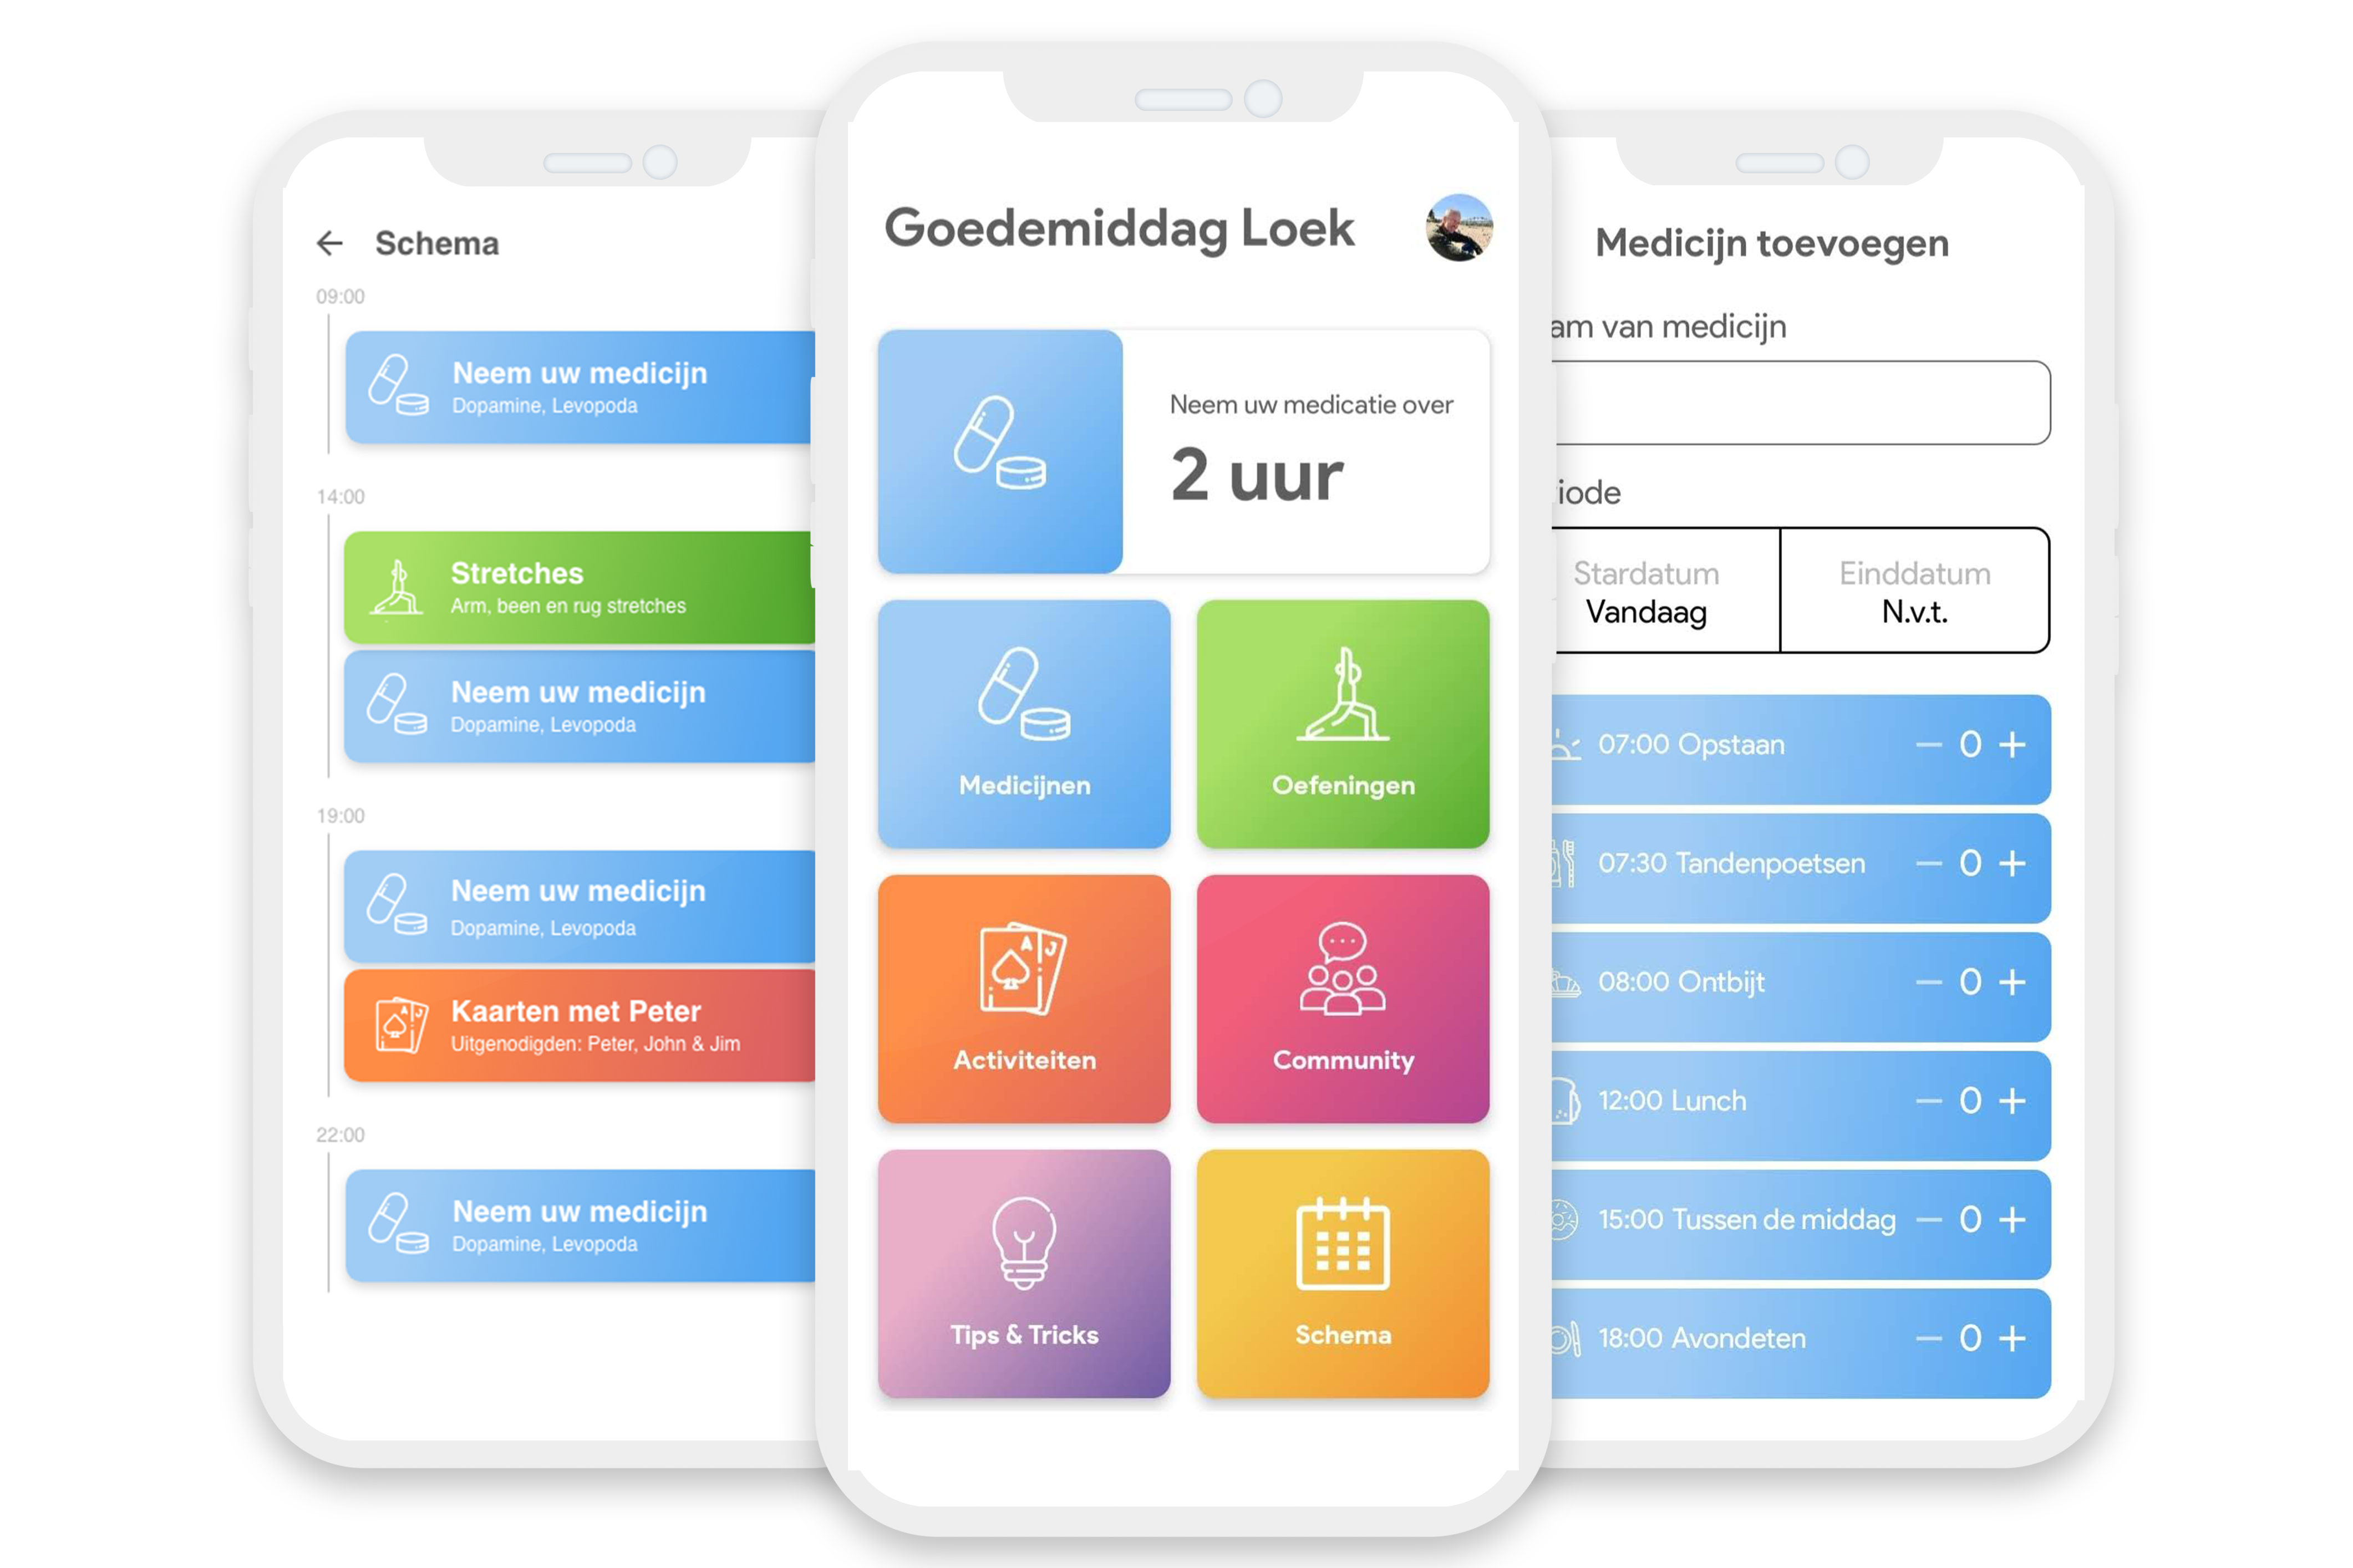 Schema
09:00
Neem uw medicijn
Dopamine, Levopoda
14:00
Stretches
Arm, been en rug stretches
Neem uw medicijn
Dopamine, Levopoda
19:00
Neem uw medicijn
Dopamine, Levopoda
Kaarten met Peter
Uitgenodigden: Peter, John & Jim
22:00
Neem uw medicijn
Dopamine, Levopoda
Goedemiddag Loek
Neem uw medicatie over
2 uur
Medicijnen
Oefeningen
A J
Activiteiten
Community
Tips & Tricks
Schema
Medicijn toevoegen
am van medicijn
iode
Stardatum
Vandaag
Einddatum
N.v.t.
07:00 Opstaan – 0 +
07:30 Tandenpoetsen – 0 +
08:00 Ontbijt – 0 +
12:00 Lunch – 0 +
15:00 Tussen de middag – 0 +
18:00 Avondeten – 0 +